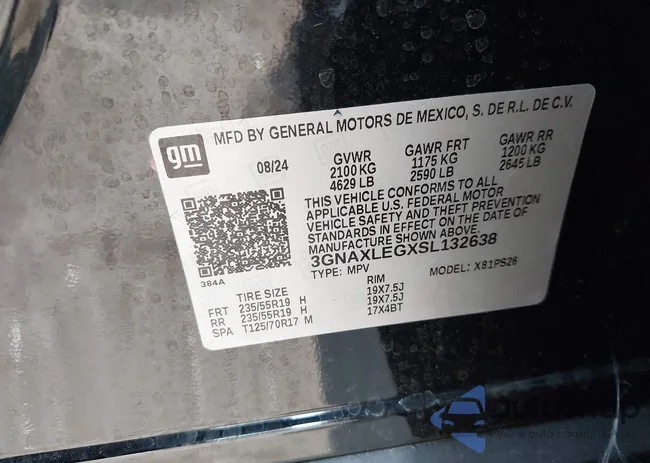 gm
MFD BY GENERAL MOTORS DE MEXICO, S. DE R.L. DE C.V.
08/24 GVWR GAWR FRT GAWR RR
2100 KG 1175 KG 1200 KG
4629 LB 2590 LB 2645 LB
THIS VEHICLE CONFORMS TO ALL
APPLICABLE U.S. FEDERAL MOTOR
VEHICLE SAFETY AND THEFT PREVENTION
STANDARDS IN EFFECT ON THE DATE OF
MANUFACTURE SHOWN ABOVE.
3GNAXLEGXSL132638
384A TYPE: MPV MODEL: X81PS26
TIRE SIZE RIM
FRT 235/55R19 H 19X7.5J
RR 235/55R19 H 19X7.5J
SPA T125/70R17 M 17X4BT